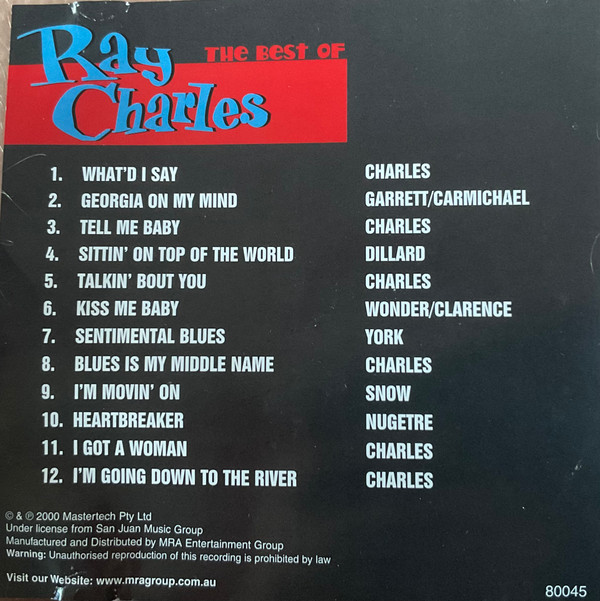 THE BEST OF
Ray
Charles
1. WHAT'D I SAY CHARLES
2. GEORGIA ON MY MIND GARRETT/CARMICHAEL
3. TELL ME BABY CHARLES
4. SITTIN' ON TOP OF THE WORLD DILLARD
5. TALKIN' BOUT YOU CHARLES
6. KISS ME BABY WONDER/CLARENCE
7. SENTIMENTAL BLUES YORK
8. BLUES IS MY MIDDLE NAME CHARLES
9. I'M MOVIN' ON SNOW
10. HEARTBREAKER NUGETRE
11. I GOT A WOMAN CHARLES
12. I'M GOING DOWN TO THE RIVER CHARLES
© & ℗ 2000 Mastertech Pty Ltd
Under license from San Juan Music Group
Manufactured and Distributed by MRA Entertainment Group
Warning: Unauthorised reproduction of this recording is prohibited by law
Visit our Website: www.mragroup.com.au
80045